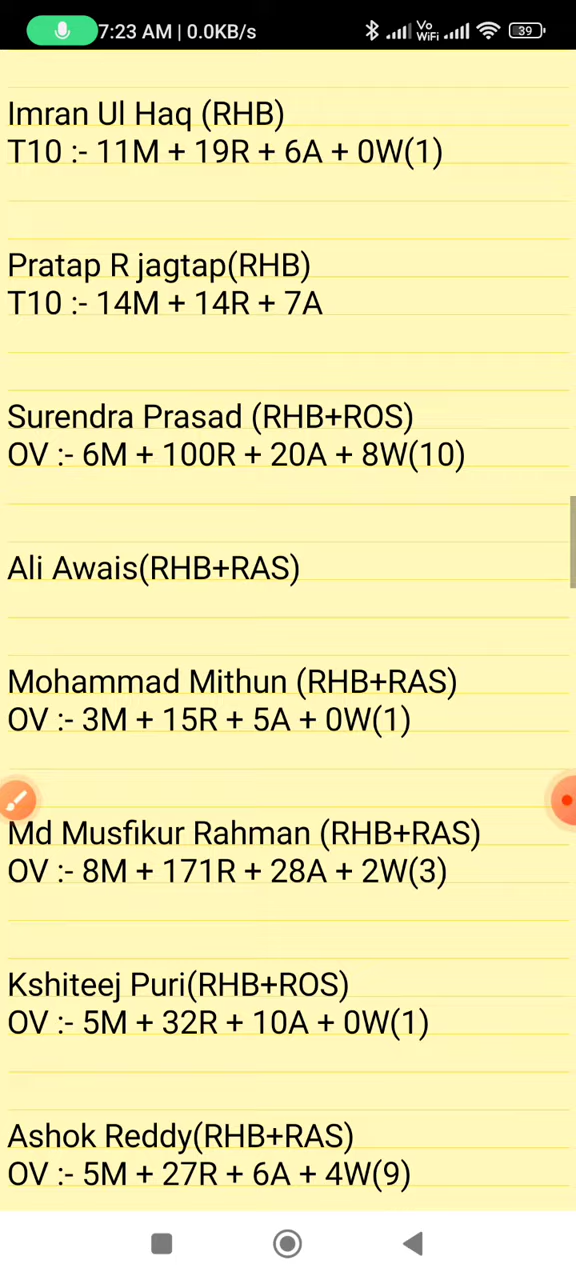 7:23 AM | 0.0KB/s Vo WiFi 39
Imran Ul Haq (RHB)
T10 :- 11M + 19R + 6A + 0W(1)
Pratap R jagtap(RHB)
T10 :- 14M + 14R + 7A
Surendra Prasad (RHB+ROS)
OV :- 6M + 100R + 20A + 8W(10)
Ali Awais(RHB+RAS)
Mohammad Mithun (RHB+RAS)
OV :- 3M + 15R + 5A + 0W(1)
Md Musfikur Rahman (RHB+RAS)
OV :- 8M + 171R + 28A + 2W(3)
Kshiteej Puri(RHB+ROS)
OV :- 5M + 32R + 10A + 0W(1)
Ashok Reddy(RHB+RAS)
OV :- 5M + 27R + 6A + 4W(9)